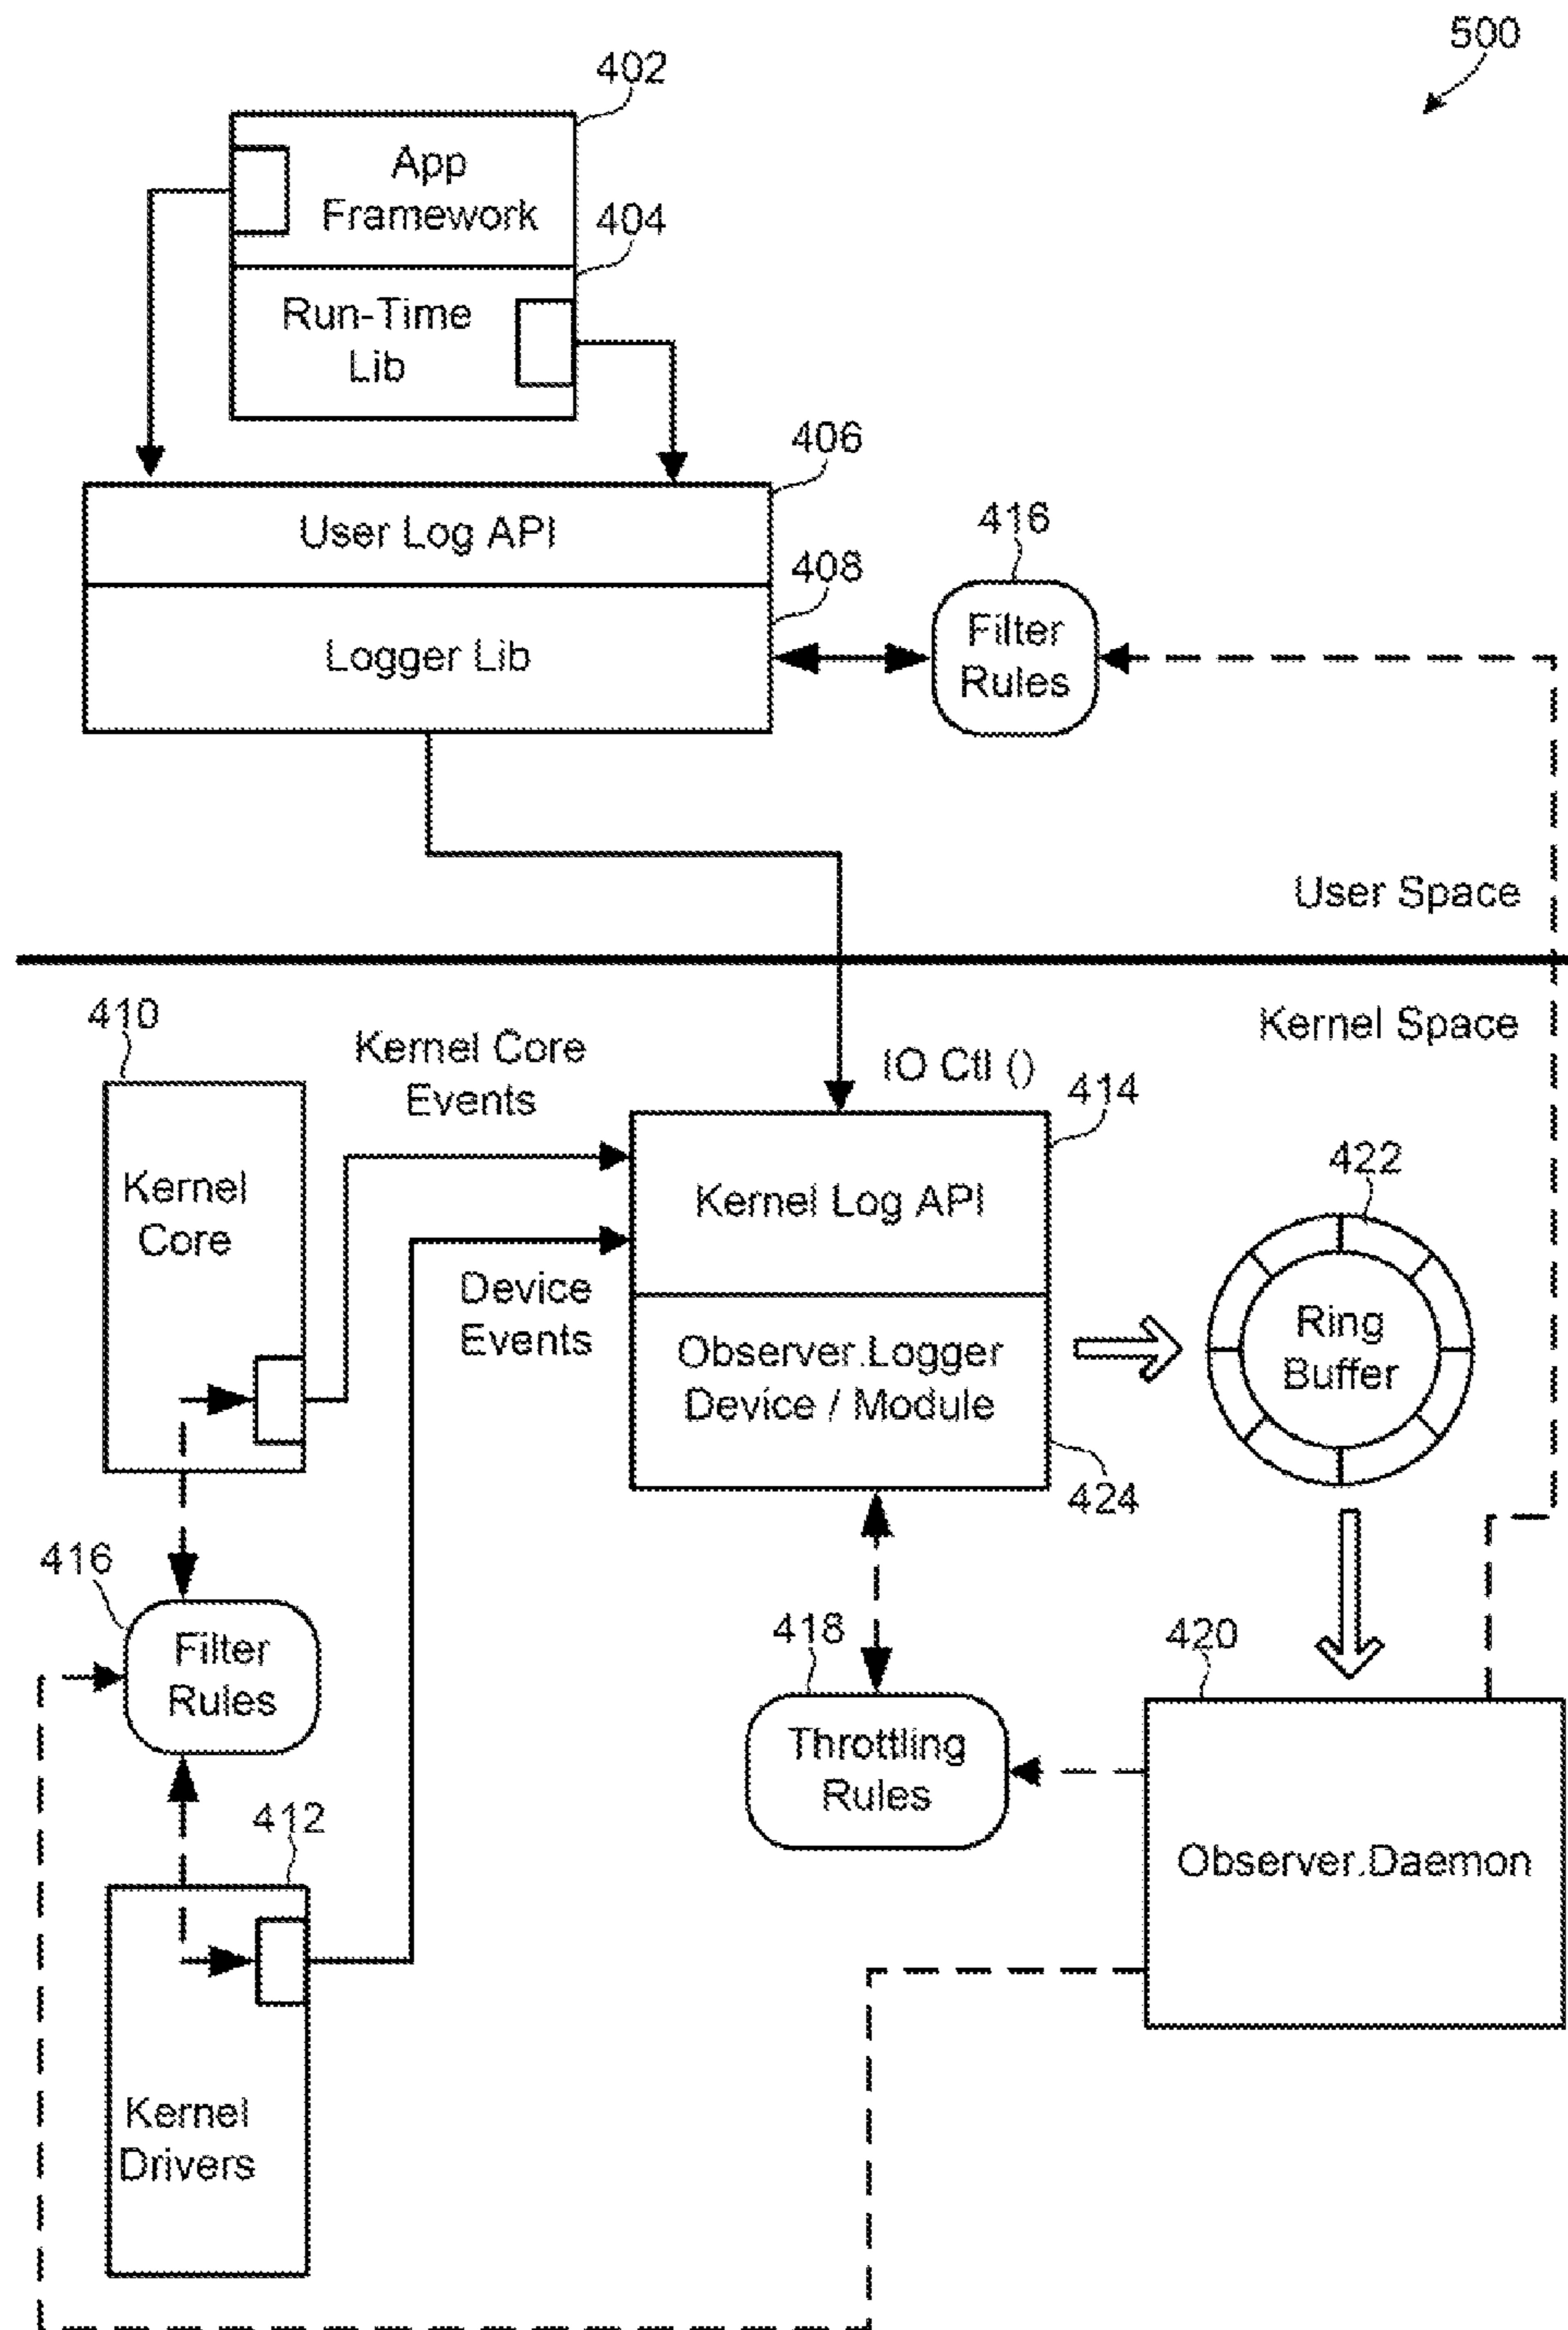 500
402
App
Framework
404
Run-Time
Lib
406
User Log API
416
408
Filter
Rules
Logger Lib
User Space
410
Kernel Space
Kernel Core
Events
IO Ctl ()
414
Kernel
Core
Kernel Log API
422
Device
Events
Ring
Buffer
Observer.Logger
Device / Module
424
416
Filter
Rules
418
420
Throttling
Rules
412
Observer.Daemon
Kernel
Drivers